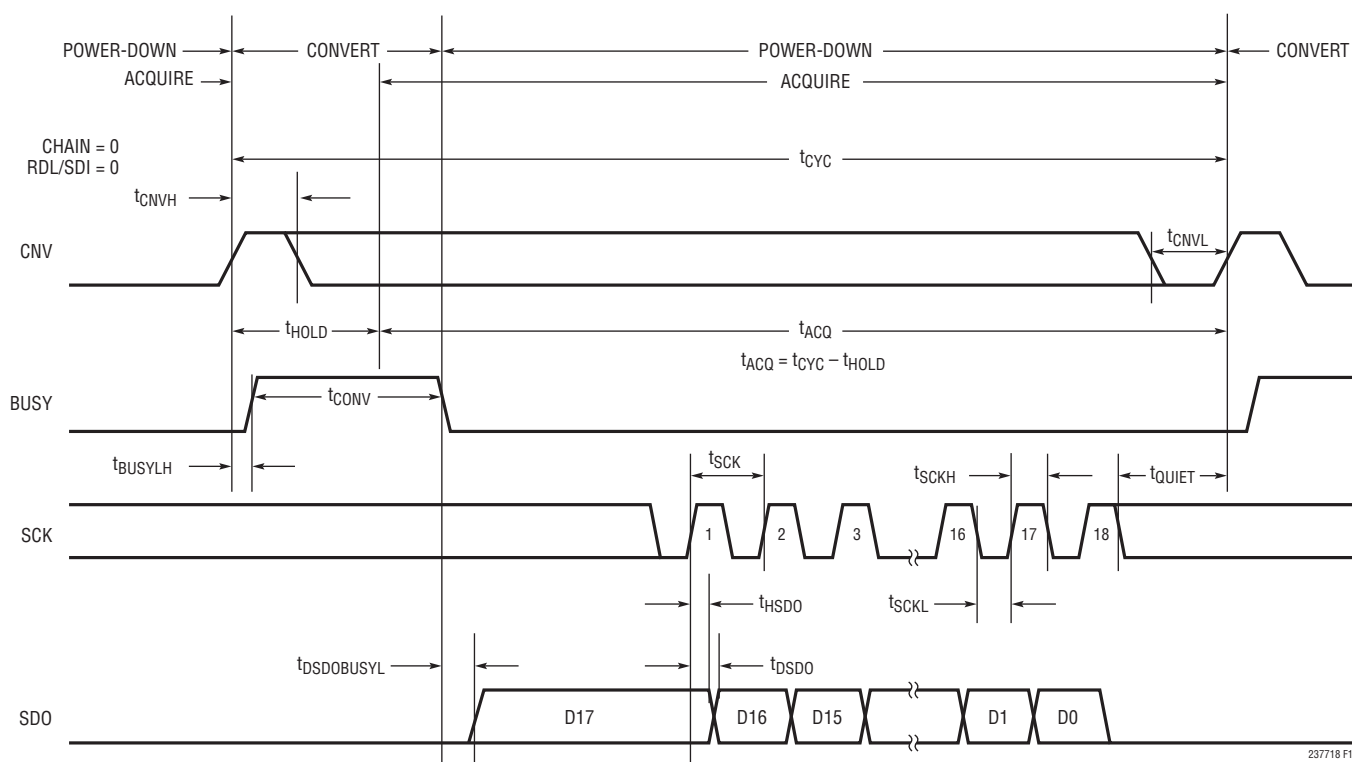 POWER-DOWN CONVERT POWER-DOWN CONVERT
ACQUIRE ACQUIRE
CHAIN = 0
RDL/SDI = 0
tCYC
tCNVH
CNV
tCNVL
tHOLD tACQ
tACQ = tCYC – tHOLD
BUSY
tCONV
tBUSYLH
tSCK tSCKH tQUIET
SCK 1 2 3 16 17 18
tHSDO tSCKL
tDSDOBUSYL tDSDO
SDO D17 D16 D15 D1 D0
237718 F1